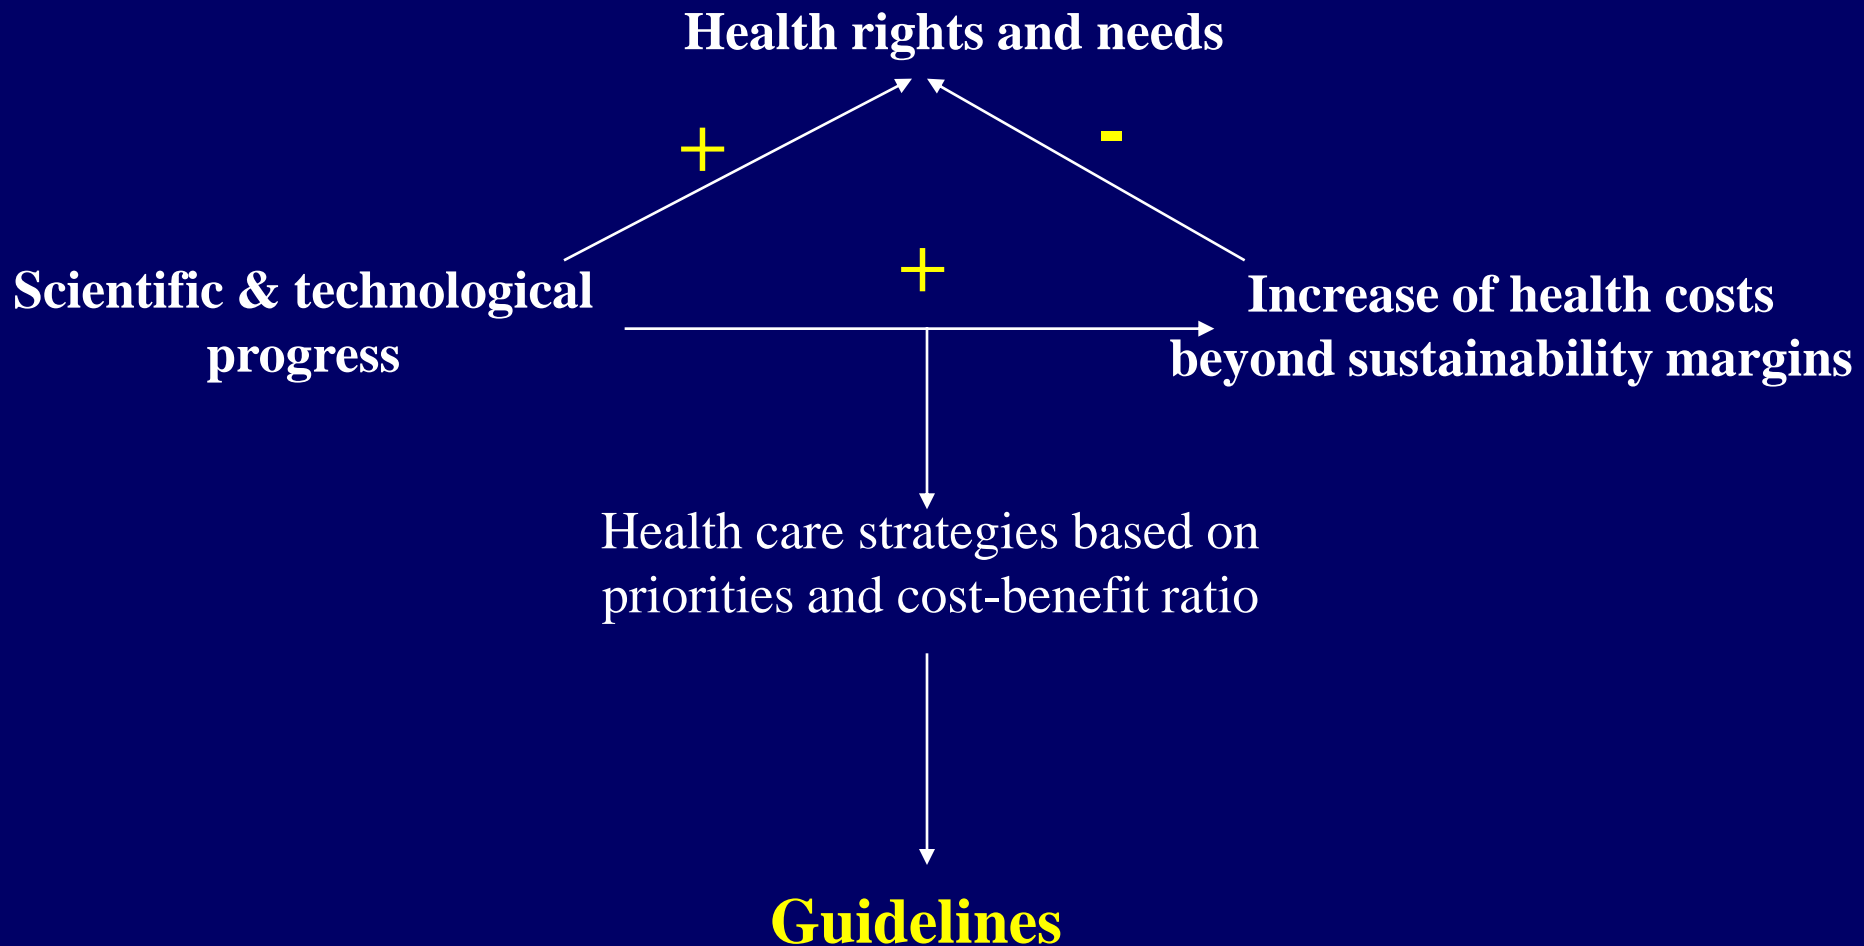 Health rights and needs
+
-
+
Scientific & technological
progress
Increase of health costs
beyond sustainability margins
Health care strategies based on
priorities and cost-benefit ratio
Guidelines